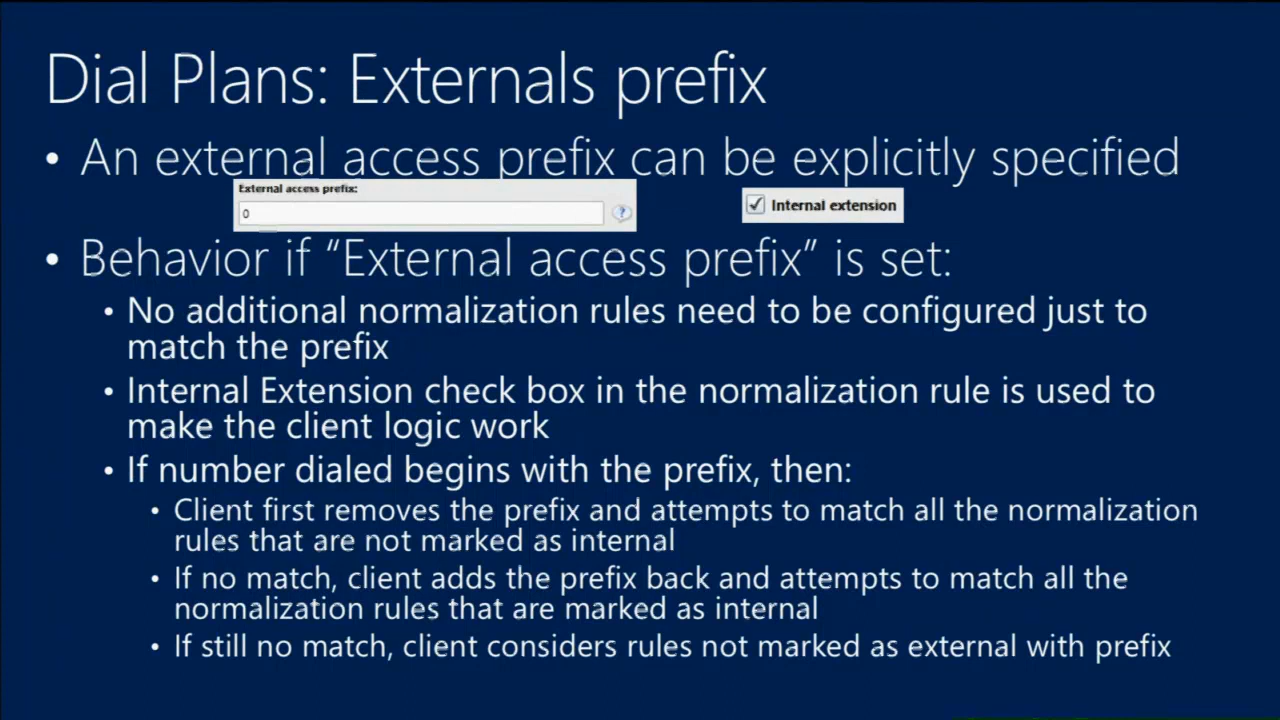 Dial Plans: Externals prefix
• An external access prefix can be explicitly specified
External access prefix:
0
?
Internal extension
• Behavior if “External access prefix” is set:
• No additional normalization rules need to be configured just to
match the prefix
• Internal Extension check box in the normalization rule is used to
make the client logic work
• If number dialed begins with the prefix, then:
• Client first removes the prefix and attempts to match all the normalization
rules that are not marked as internal
• If no match, client adds the prefix back and attempts to match all the
normalization rules that are marked as internal
• If still no match, client considers rules not marked as external with prefix